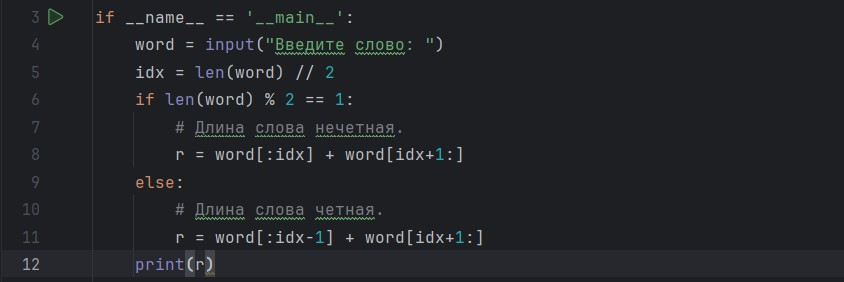 3 if __name__ == '__main__':
4 word = input("Введите слово: ")
5 idx = len(word) // 2
6 if len(word) % 2 == 1:
7 # Длина слова нечетная.
8 r = word[:idx] + word[idx+1:]
9 else:
10 # Длина слова четная.
11 r = word[:idx-1] + word[idx+1:]
12 print(r)